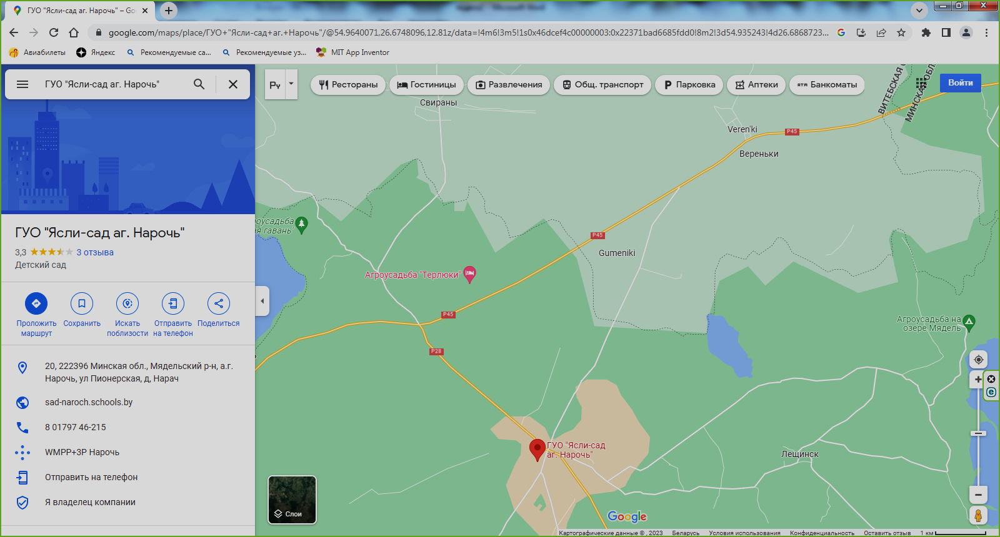 ГУО "Ясли-сад аг. Нарочь" – Go
google.com/maps/place/ГУО+"Ясли-сад+аг.+Нарочь"/@54.9640071,26.6748096,12.81z/data=!4m6!3m5!1s0x46dcef4c00000003:0x22371bad6685fdd0!8m2!3d54.935243!4d26.6868723...
Авиабилеты
Яндекс
Рекомендуемые са...
Рекомендуемые уз...
MIT App Inventor
ГУО "Ясли-сад аг. Нарочь"
Ру
Рестораны
Гостиницы
Развлечения
Общ. транспорт
Парковка
Аптеки
ATM Банкоматы
Войти
ГУО "Ясли-сад аг. Нарочь"
3,3
3 отзыва
Детский сад
Проложить
маршрут
Сохранить
Искать
поблизости
Отправить
на телефон
Поделиться
20, 222396 Минская обл., Мядельский р-н, а.г.
Нарочь, ул Пионерская, д, Нарач
sad-naroch.schools.by
8 01797 46-215
WMPP+3P Нарочь
Отправить на телефон
Я владелец компании
Свираны
Veren'ki
Вереньки
P45
ВИТЕБСКАЯ
МИНСКАЯ ОБЛ
роусадьба
ая гавань"
P45
Gumeniki
Агроусадьба "Терлюки"
P45
P28
Агроусадьба на
озере Мядель
ГУО "Ясли-сад
аг. Нарочь"
Лещинск
Слои
Google
Картографические данные © , 2023
Беларусь
Условия использования
Конфиденциальность
Оставить отзыв
1 км